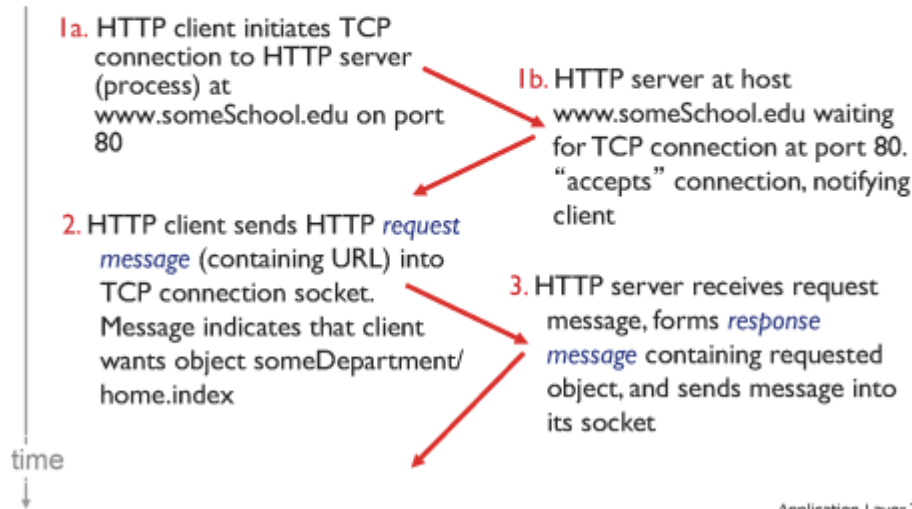 1a. HTTP client initiates TCP
connection to HTTP server
(process) at
www.someSchool.edu on port
80
1b. HTTP server at host
www.someSchool.edu waiting
for TCP connection at port 80.
“accepts” connection, notifying
client
2. HTTP client sends HTTP request
message (containing URL) into
TCP connection socket.
Message indicates that client
wants object someDepartment/
home.index
3. HTTP server receives request
message, forms response
message containing requested
object, and sends message into
its socket
time
Application Layer